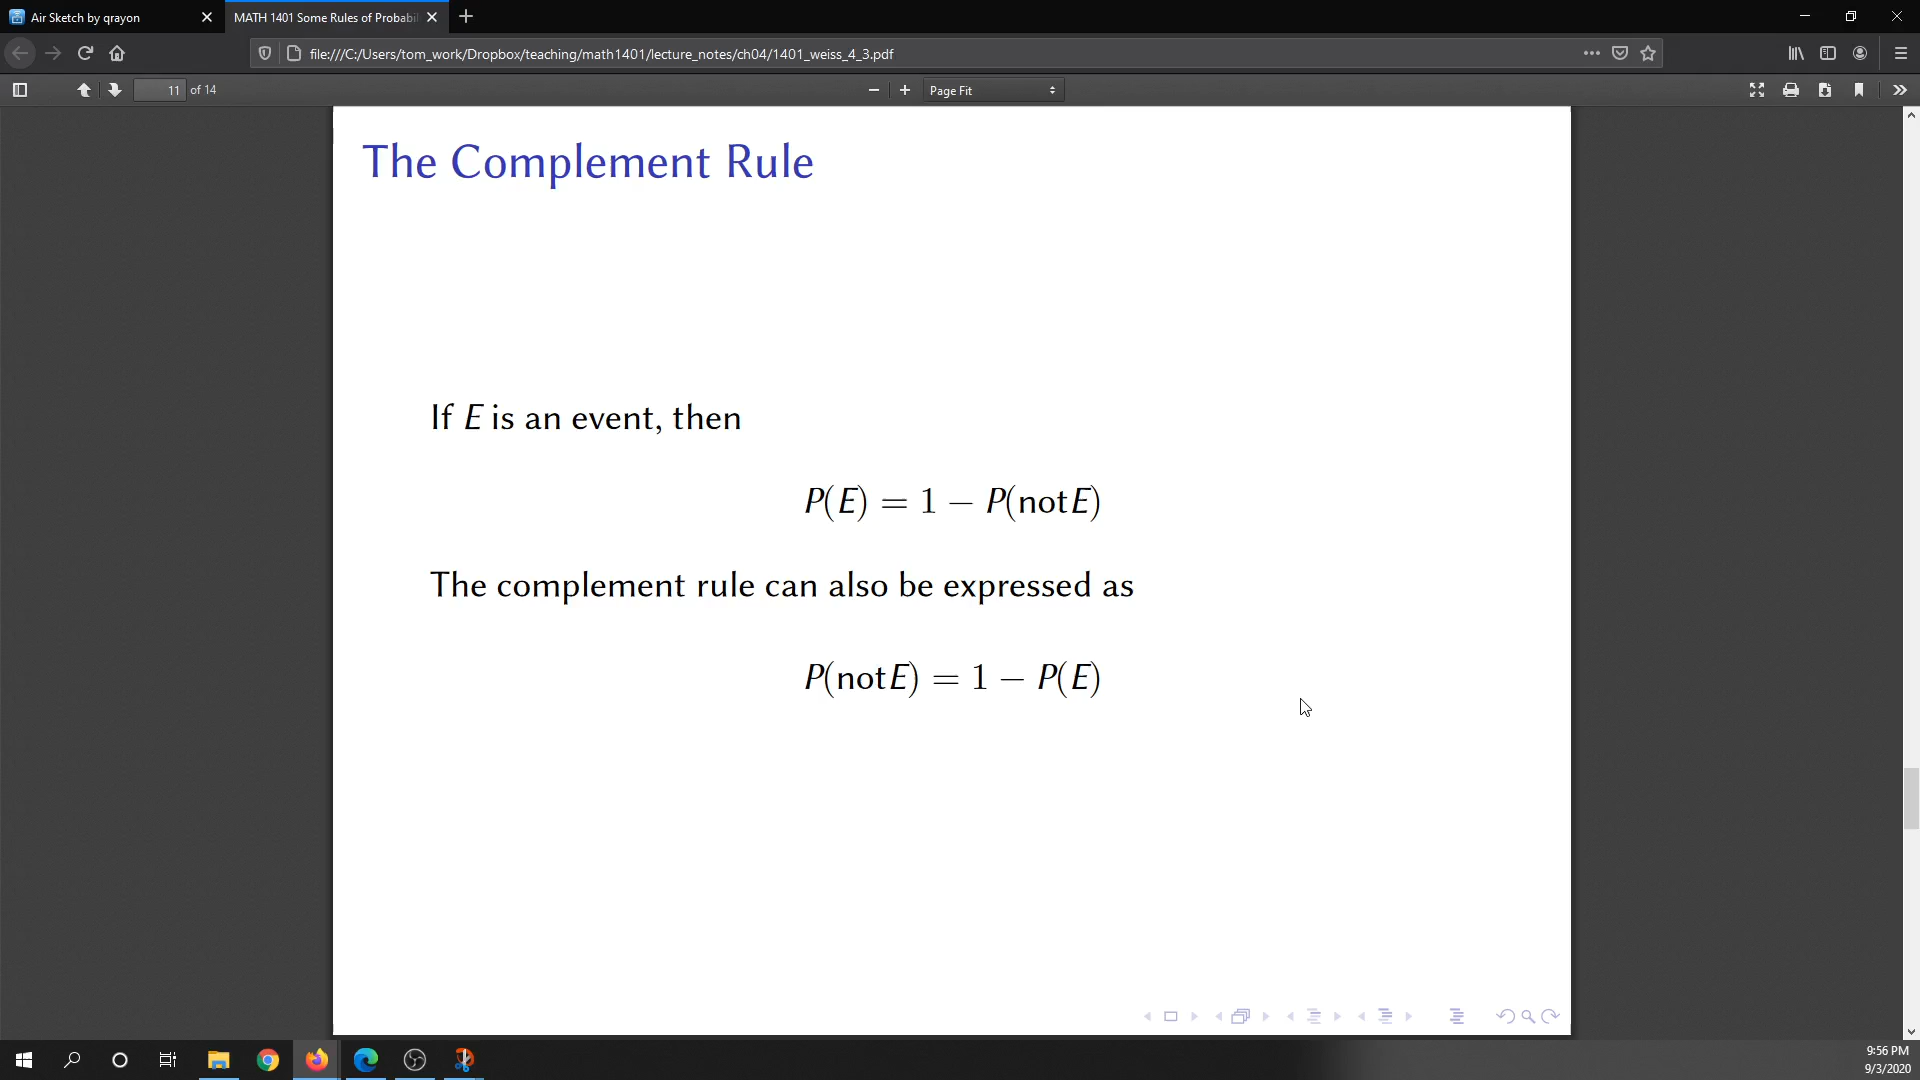 Air Sketch by qrayon
MATH 1401 Some Rules of Probabil
file:///C:/Users/tom_work/Dropbox/teaching/math1401/lecture_notes/ch04/1401_weiss_4_3.pdf
11 of 14
Page Fit
The Complement Rule
If E is an event, then
P(E) = 1 − P(not E)
The complement rule can also be expressed as
P(not E) = 1 − P(E)
9:56 PM
9/3/2020